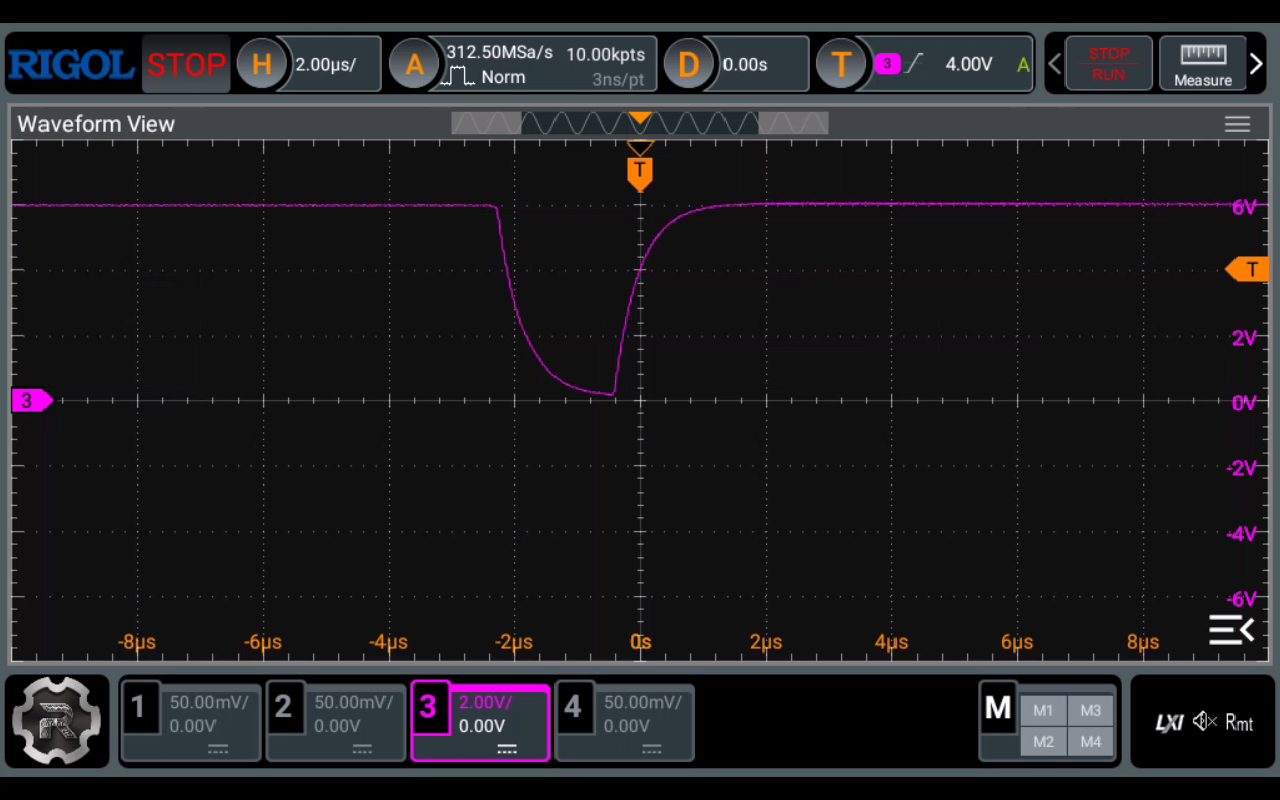 RIGOL STOP H 2.00µs/ A 312.50MSa/s 10.00kpts D 0.00s T 3 4.00V A STOP
Norm 3ns/pt RUN Measure
Waveform View
T
6V
T
2V
3 0V
-2V
-4V
-6V
-8µs -6µs -4µs -2µs 0s 2µs 4µs 6µs 8µs
1 50.00mV/ 2 50.00mV/ 3 2.00V/ 4 50.00mV/ M M1 M3
0.00V 0.00V 0.00V 0.00V M2 M4
R LXI Rmt